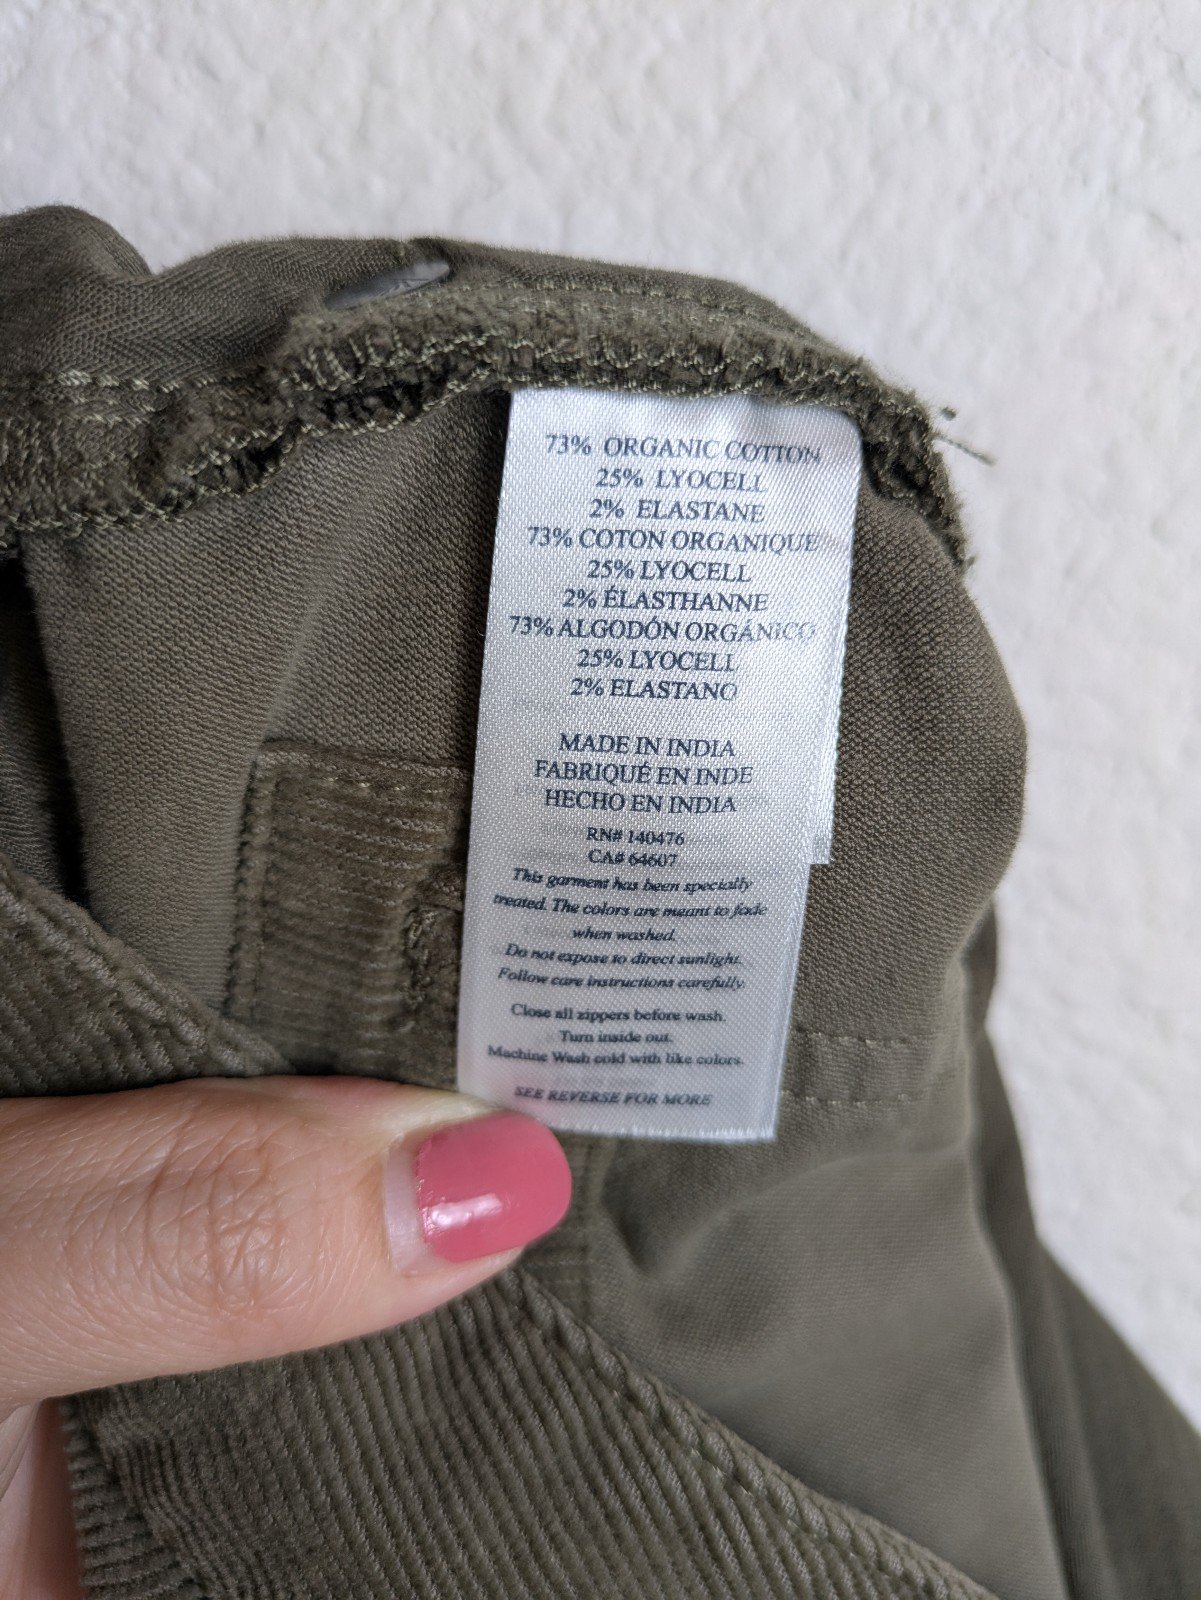 73% ORGANIC COTTON
25% LYOCELL
2% ELASTANE
73% COTON ORGANIQUE
25% LYOCELL
2% ÉLASTHANNE
73% ALGODÓN ORGÁNICO
25% LYOCELL
2% ELASTANO
MADE IN INDIA
FABRIQUÉ EN INDE
HECHO EN INDIA
RN# 140476
CA# 64607
This garment has been specially
treated. The colors are meant to fade
when washed.
Do not expose to direct sunlight.
Follow care instructions carefully.
Close all zippers before wash.
Turn inside out.
Machine Wash cold with like colors.
SEE REVERSE FOR MORE